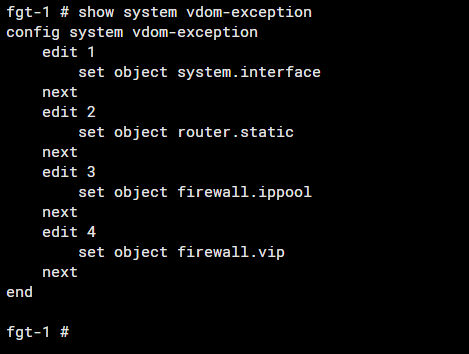 fgt-1 # show system vdom-exception
config system vdom-exception
    edit 1
        set object system.interface
    next
    edit 2
        set object router.static
    next
    edit 3
        set object firewall.ippool
    next
    edit 4
        set object firewall.vip
    next
end
fgt-1 #